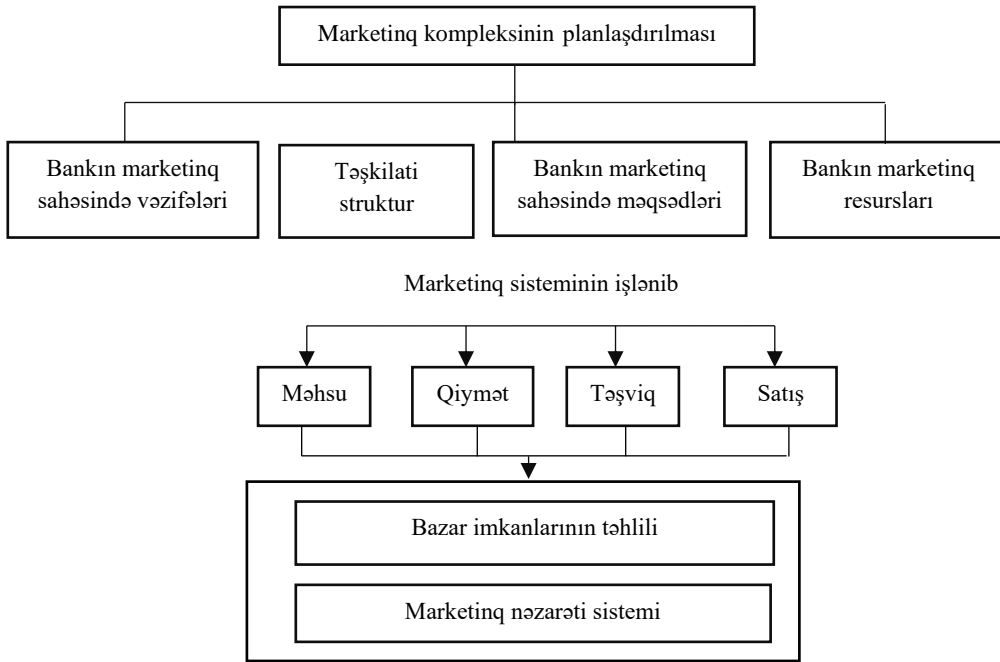 Marketinq kompleksinin planlaşdırılması
Bankın marketinq
sahəsində vəzifələri
Təşkilati
struktur
Bankın marketinq
sahəsində məqsədləri
Bankın marketinq
resursları
Marketinq sisteminin işlənib
Məhsu
Qiymət
Təşviq
Satış
Bazar imkanlarının təhlili
Marketinq nəzarəti sistemi